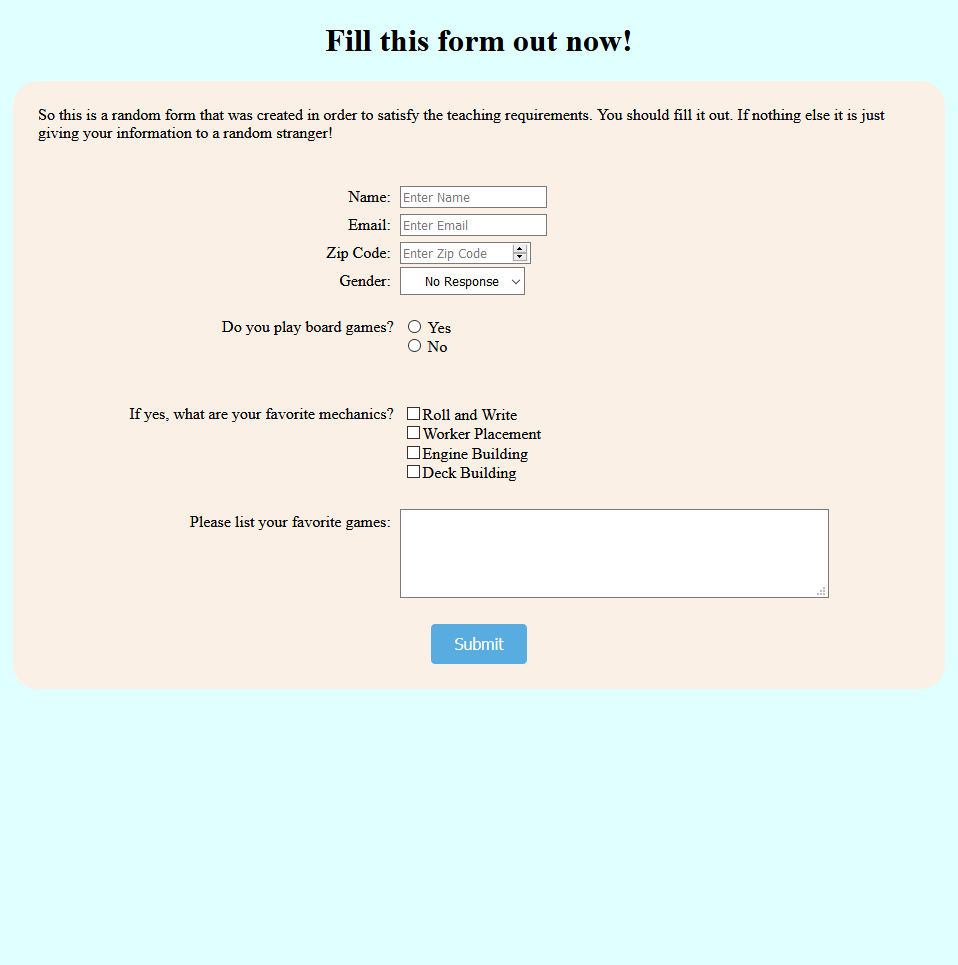 Fill this form out now!
So this is a random form that was created in order to satisfy the teaching requirements. You should fill it out. If nothing else it is just
giving your information to a random stranger!
Name: Enter Name
Email: Enter Email
Zip Code: Enter Zip Code
Gender: No Response
Do you play board games? Yes
No
If yes, what are your favorite mechanics? Roll and Write
Worker Placement
Engine Building
Deck Building
Please list your favorite games:
Submit